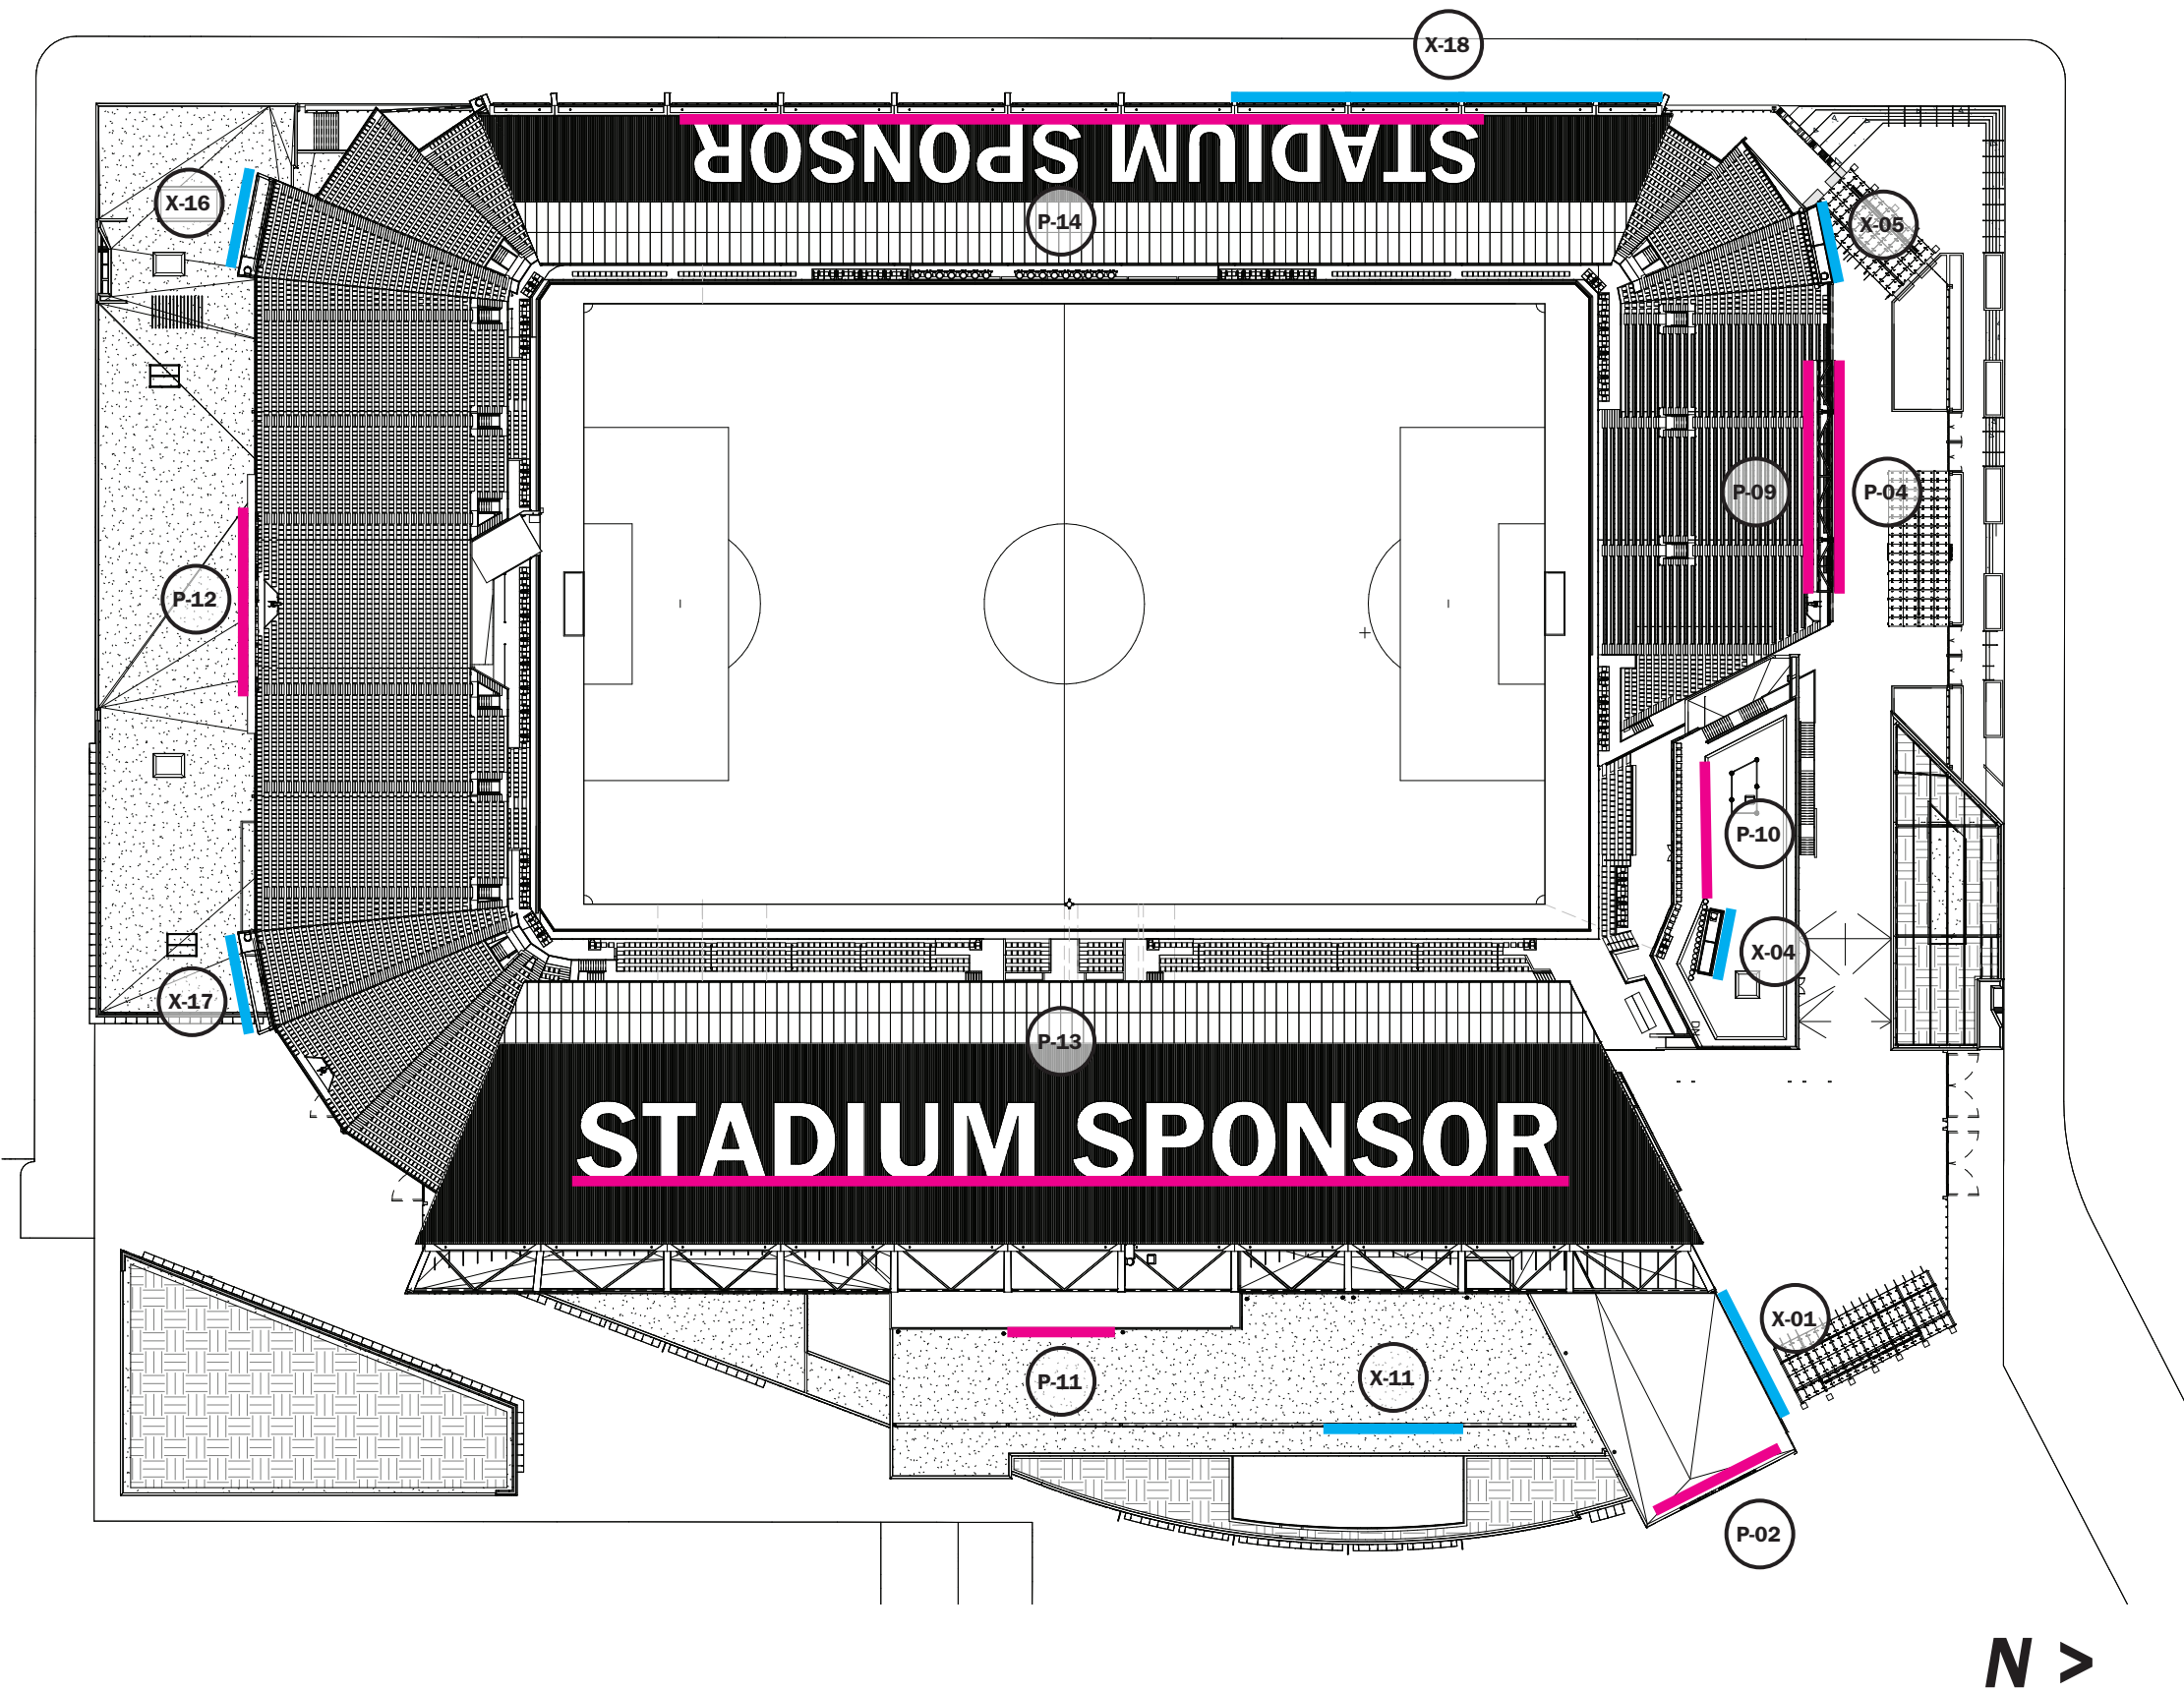 X-18
STADIUM SPONSOR
X-16
P-14
X-05
P-09
P-04
P-12
P-10
X-04
X-17
DN
P-13
STADIUM SPONSOR
X-01
P-11
X-11
P-02
N >